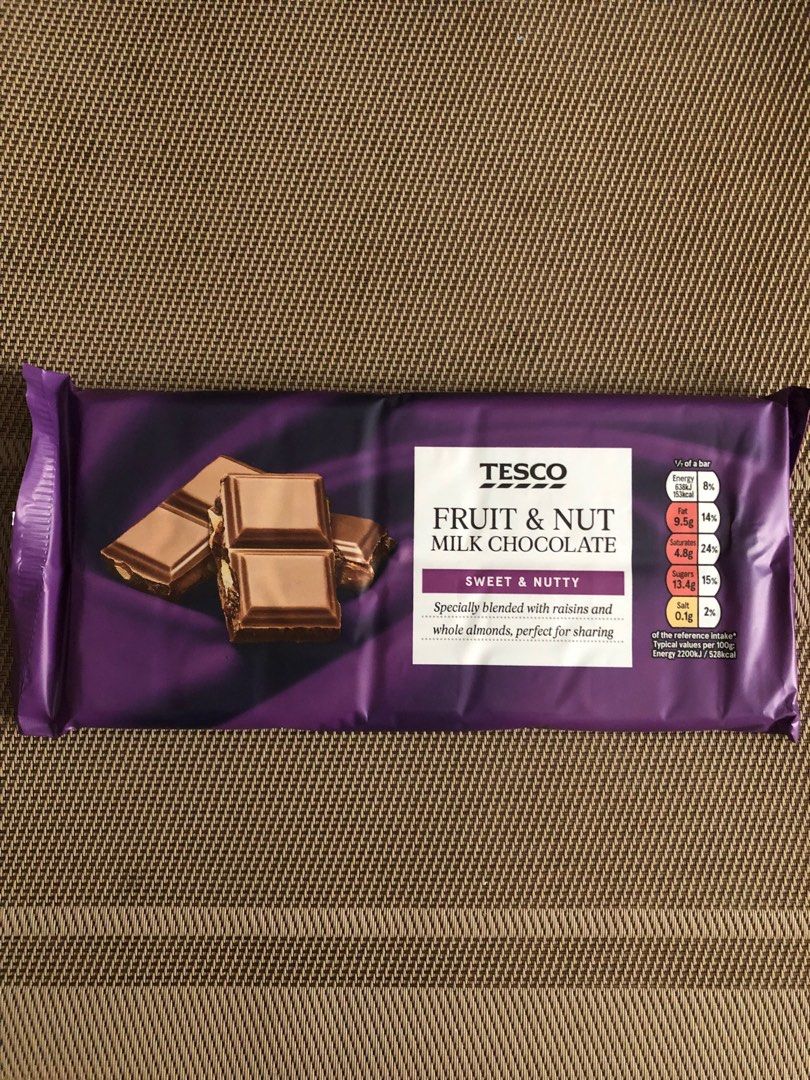 TESCO
FRUIT & NUT
MILK CHOCOLATE
SWEET & NUTTY
Specially blended with raisins and
whole almonds, perfect for sharing
1/7 of a bar
Energy
638kJ
153kcal
8%
Fat
9.5g
14%
Saturates
4.8g
24%
Sugars
13.4g
15%
Salt
0.1g
2%
of the reference intake*
Typical values per 100g:
Energy 2200kJ / 528kcal